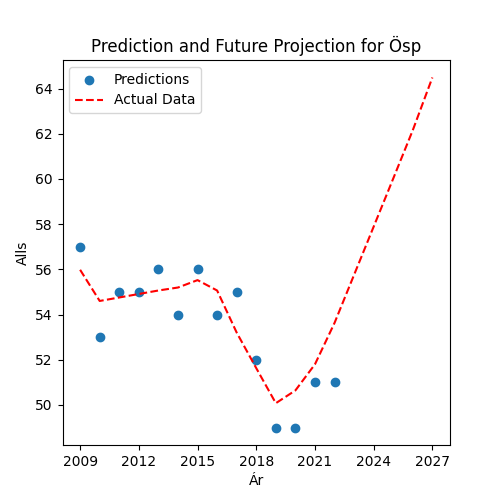 Prediction and Future Projection for Ösp
Predictions
Actual Data
64
62
60
58
56
54
52
50
Alls
2009 2012 2015 2018 2021 2024 2027
Ár